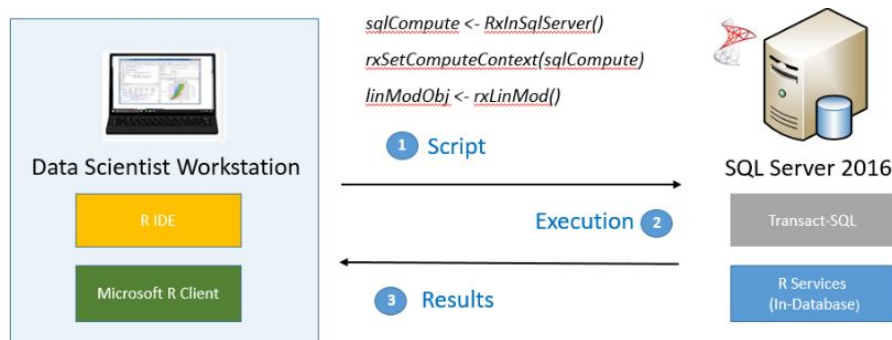 sqlCompute <- RxInSqlServer()
rxSetComputeContext(sqlCompute)
linModObj <- rxLinMod()
Data Scientist Workstation
R IDE
Microsoft R Client
1 Script
Execution 2
3 Results
SQL Server 2016
Transact-SQL
R Services
(In-Database)